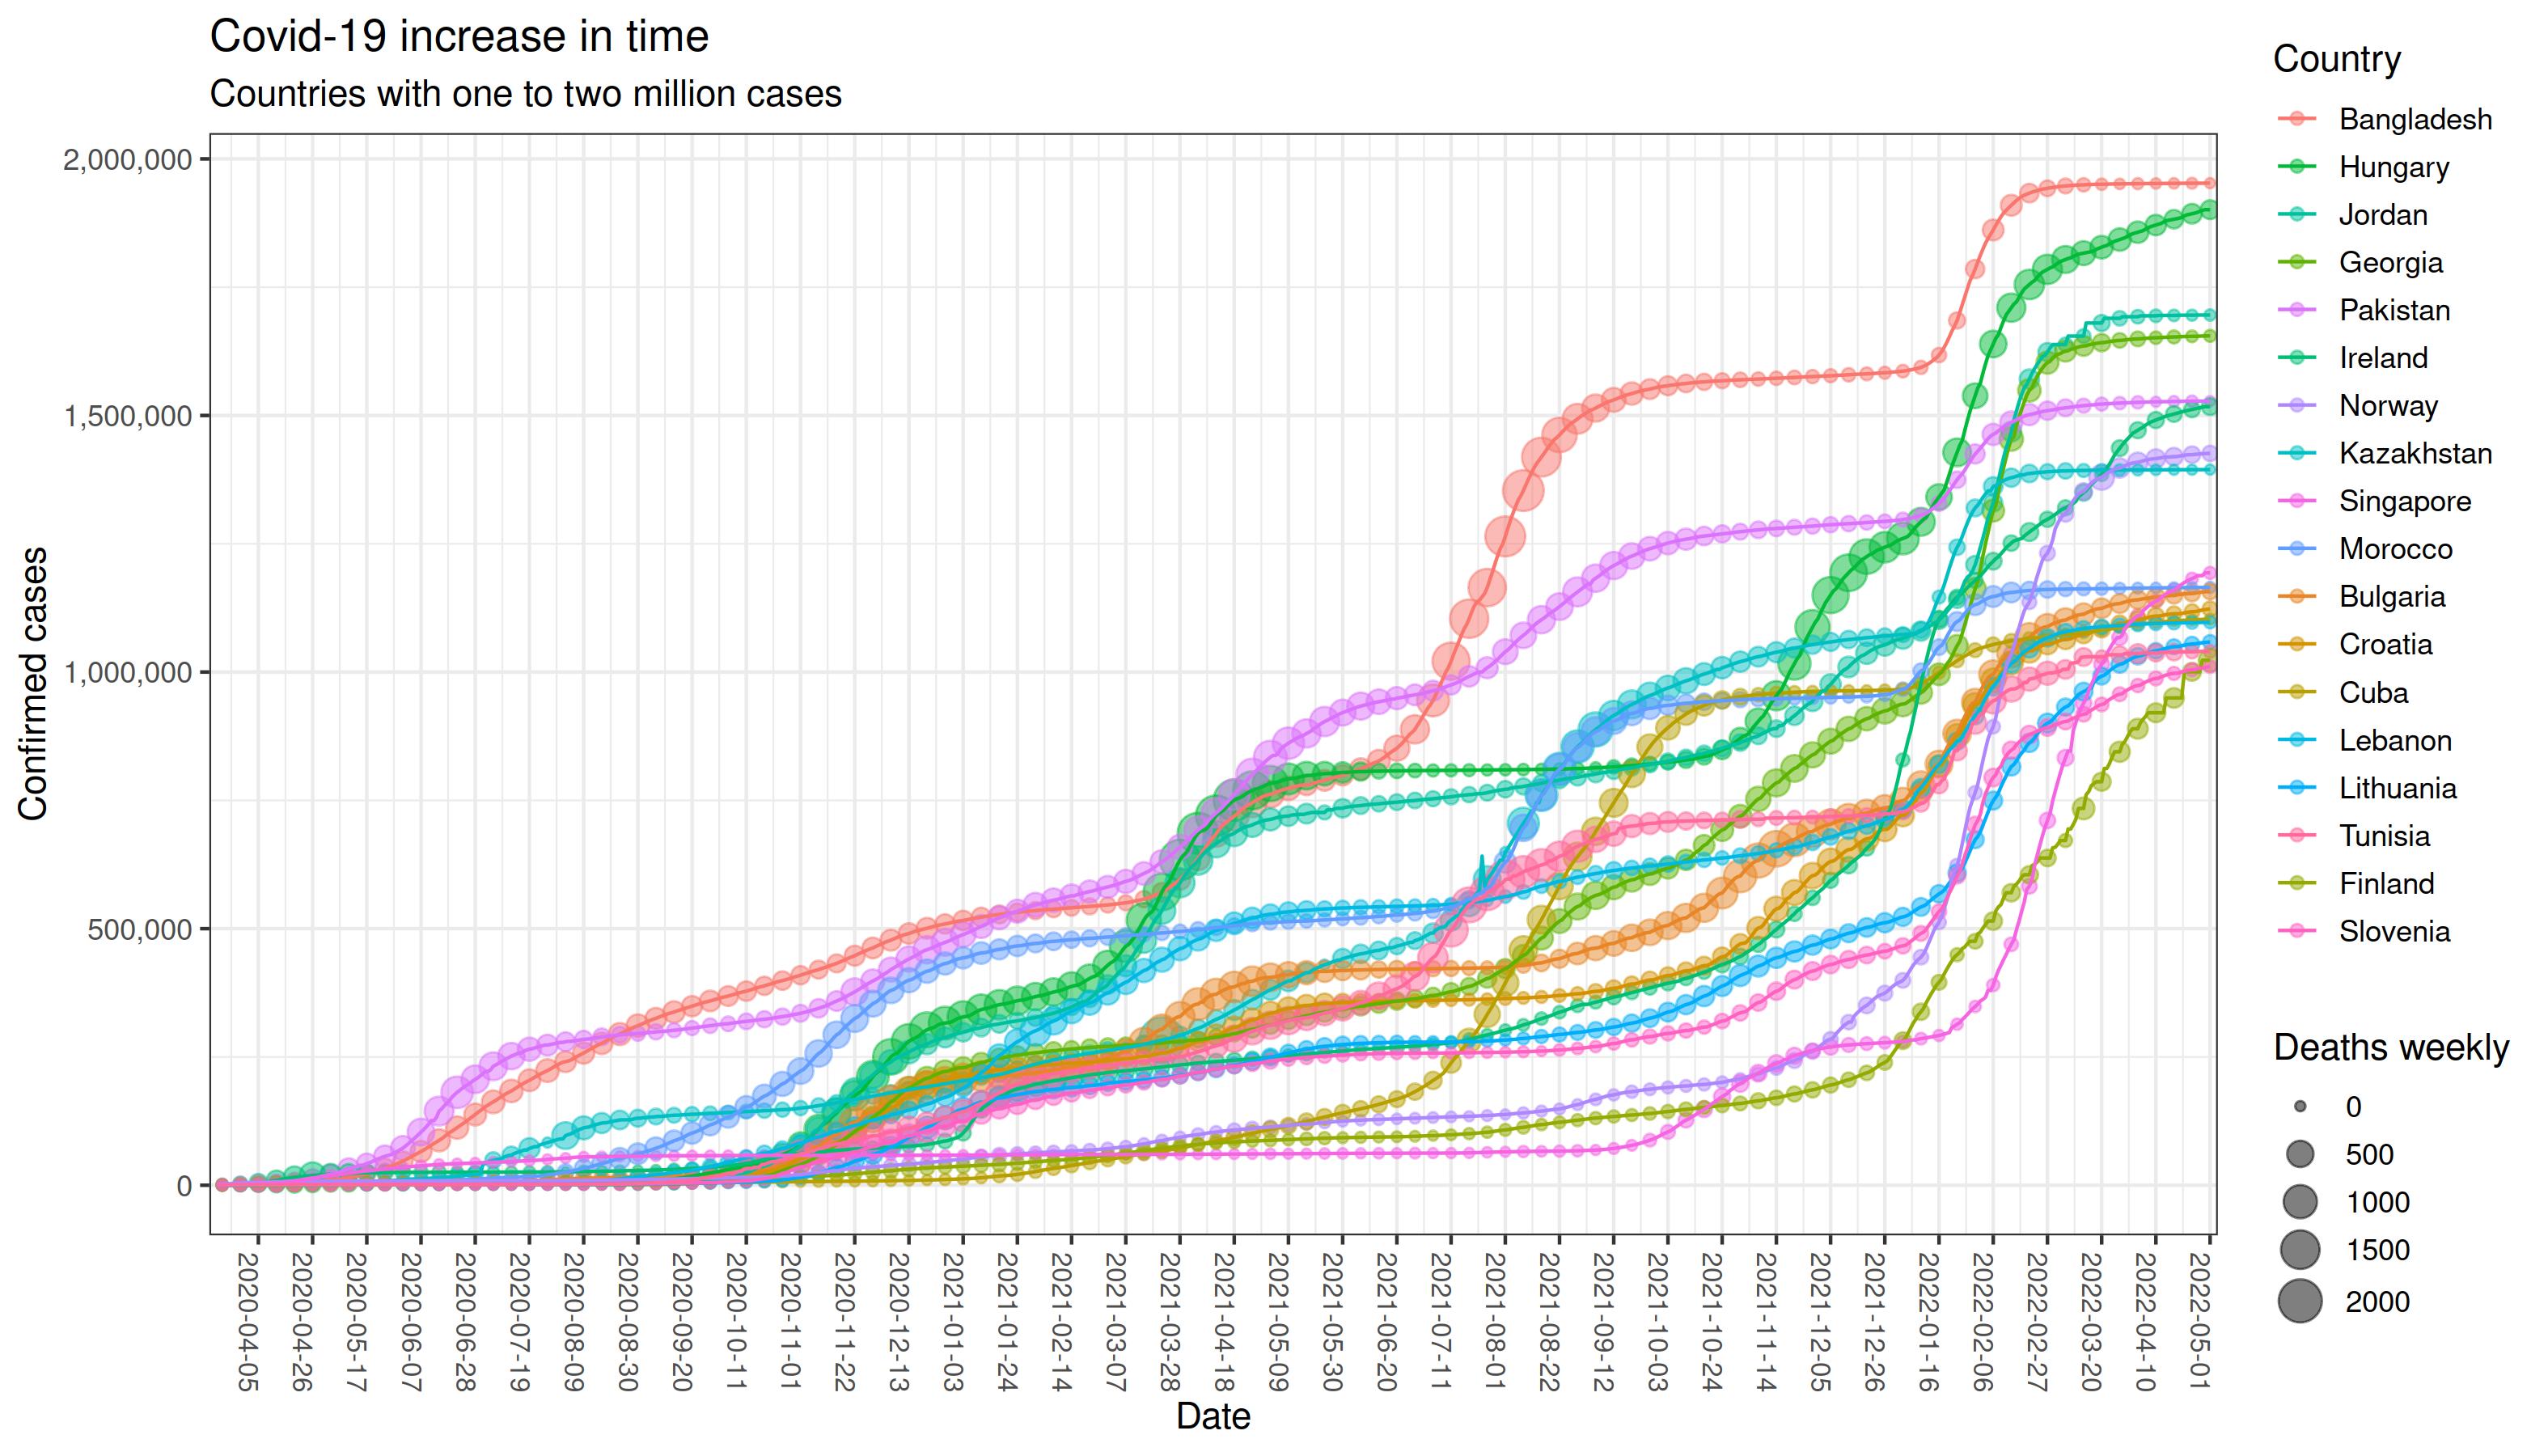 Covid-19 increase in time
Countries with one to two million cases
Confirmed cases
2,000,000
1,500,000
1,000,000
500,000
0
2020-04-05
2020-04-26
2020-05-17
2020-06-07
2020-06-28
2020-07-19
2020-08-09
2020-08-30
2020-09-20
2020-10-11
2020-11-01
2020-11-22
2020-12-13
2021-01-03
2021-01-24
2021-02-14
2021-03-07
2021-03-28
2021-04-18
2021-05-09
2021-05-30
2021-06-20
2021-07-11
2021-08-01
2021-08-22
2021-09-12
2021-10-03
2021-10-24
2021-11-14
2021-12-05
2021-12-26
2022-01-16
2022-02-06
2022-02-27
2022-03-20
2022-04-10
2022-05-01
Date
Country
Bangladesh
Hungary
Jordan
Georgia
Pakistan
Ireland
Norway
Kazakhstan
Singapore
Morocco
Bulgaria
Croatia
Cuba
Lebanon
Lithuania
Tunisia
Finland
Slovenia
Deaths weekly
0
500
1000
1500
2000